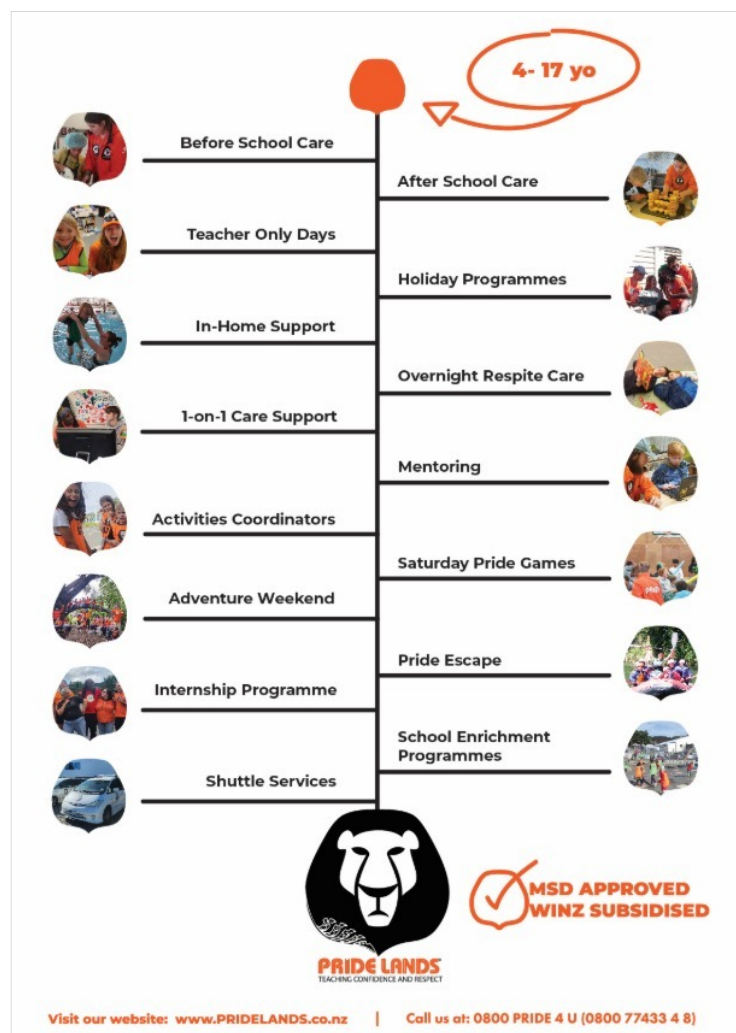 4- 17 yo
Before School Care
After School Care
Teacher Only Days
Holiday Programmes
In-Home Support
Overnight Respite Care
1-on-1 Care Support
Mentoring
Activities Coordinators
Saturday Pride Games
Adventure Weekend
Pride Escape
Internship Programme
School Enrichment
Programmes
Shuttle Services
MSD APPROVED
WINZ SUBSIDISED
PRIDE LANDS
TEACHING CONFIDENCE AND RESPECT
Visit our website: www.PRIDELANDS.co.nz | Call us at: 0800 PRIDE 4 U (0800 77433 4 8)